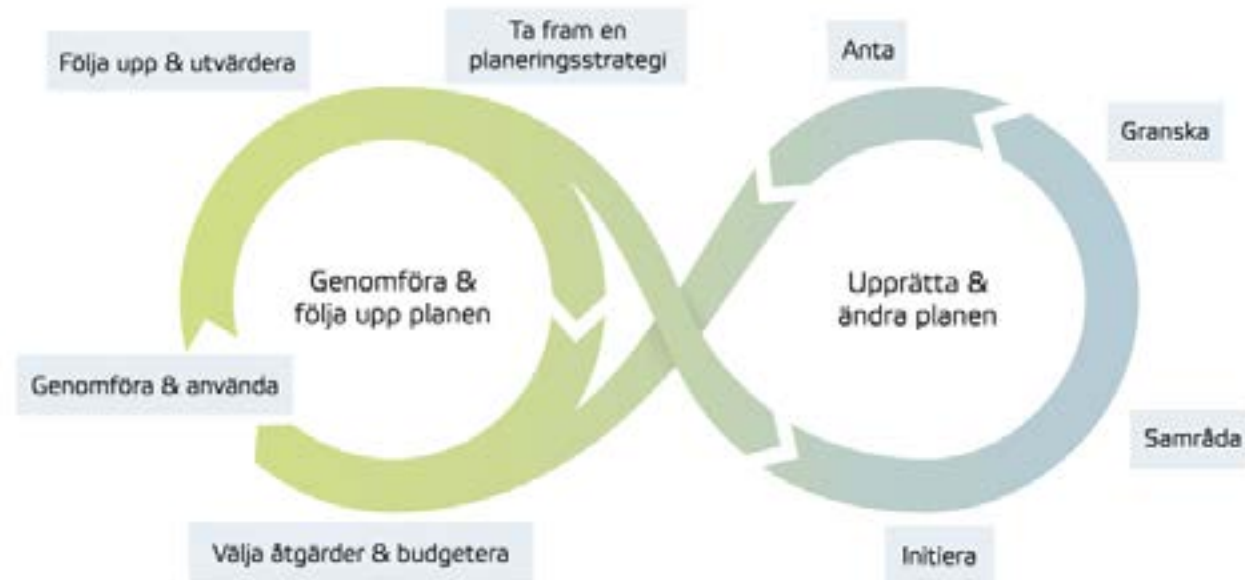 Ta fram en
planeringsstrategi
Följa upp & utvärdera
Anta
Granska
Genomföra &
följa upp planen
Upprätta &
ändra planen
Genomföra & använda
Samråda
Välja åtgärder & budgetera
Initiera